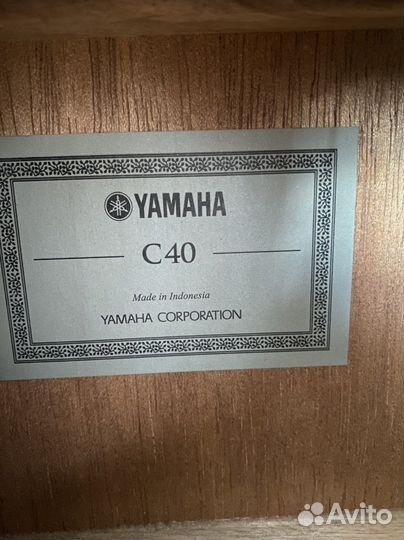 YAMAHA
C40
Made in Indonesia
YAMAHA CORPORATION
Avito